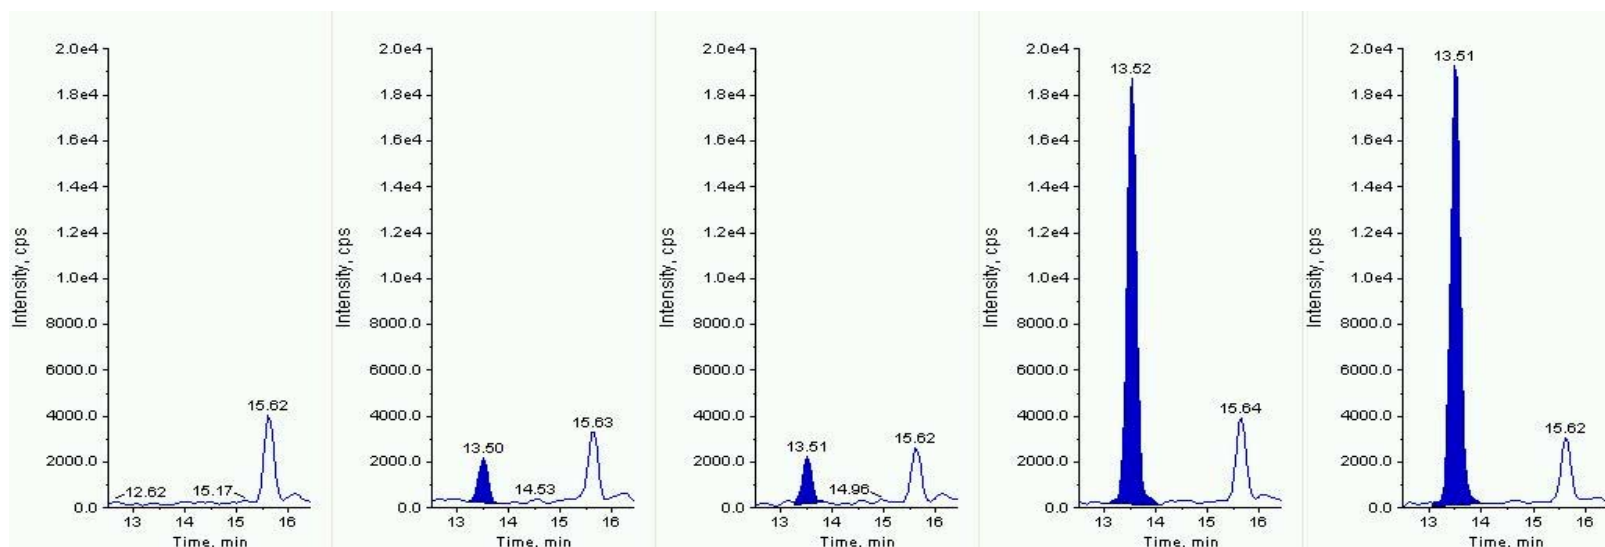 Intensity, cps
2.0e4
1.8e4
1.6e4
1.4e4
1.2e4
1.0e4
8000.0
6000.0
4000.0
2000.0
0.0
15.62
12.62
15.17
13 14 15 16
Time, min
Intensity, cps
2.0e4
1.8e4
1.6e4
1.4e4
1.2e4
1.0e4
8000.0
6000.0
4000.0
2000.0
0.0
15.63
13.50
14.53
13 14 15 16
Time, min
Intensity, cps
2.0e4
1.8e4
1.6e4
1.4e4
1.2e4
1.0e4
8000.0
6000.0
4000.0
2000.0
0.0
13.51
15.62
14.96
13 14 15 16
Time, min
Intensity, cps
2.0e4
1.8e4
1.6e4
1.4e4
1.2e4
1.0e4
8000.0
6000.0
4000.0
2000.0
0.0
13.52
15.64
13 14 15 16
Time, min
Intensity, cps
2.0e4
1.8e4
1.6e4
1.4e4
1.2e4
1.0e4
8000.0
6000.0
4000.0
2000.0
0.0
13.51
15.62
13 14 15 16
Time, min